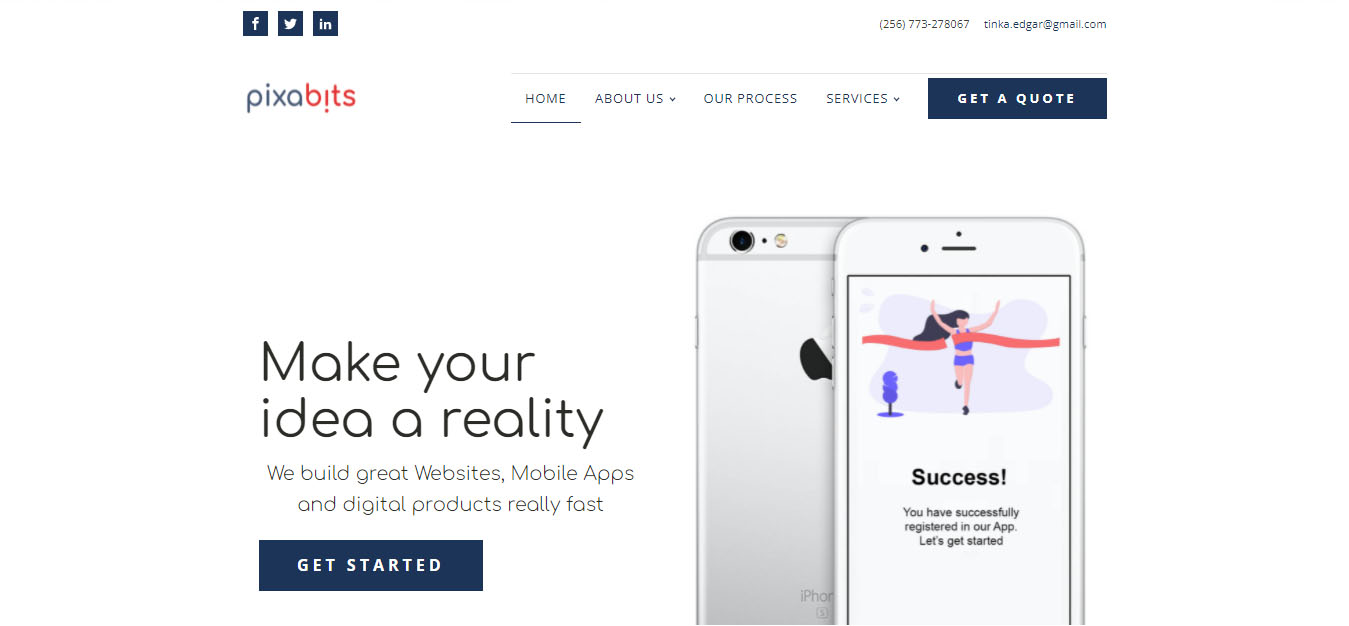 (256) 773-278067 tinka.edgar@gmail.com
pixabits
HOME ABOUT US OUR PROCESS SERVICES GET A QUOTE
Make your
idea a reality
We build great Websites, Mobile Apps
and digital products really fast
GET STARTED
Success!
You have successfully
registered in our App.
Let's get started
iPhon
S